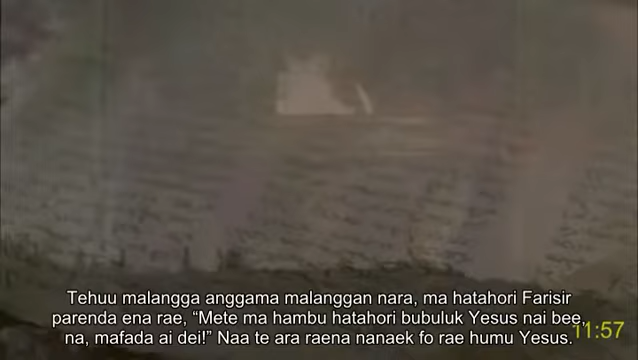 Tehuu malangga anggama malanggan nara, ma hatahori Farisir
parenda ena rae, “Mete ma hambu hatahori bubuluk Yesus nai bee,
na, mafada ai dei!” Naa te ara raena nanaek fo rae humu Yesus.
11:57